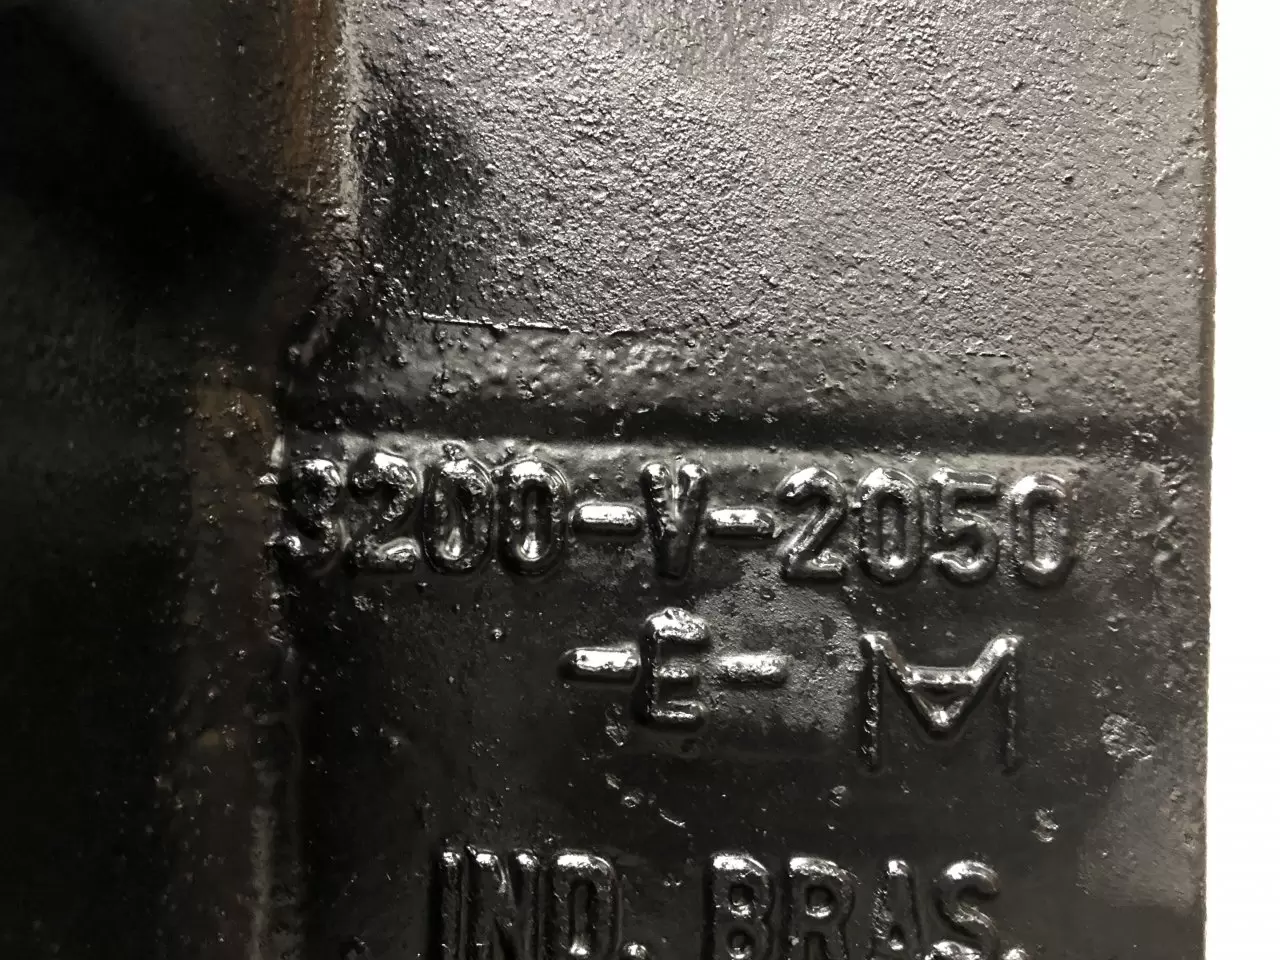 3200-V-2050
-E-
IND. BRAS.